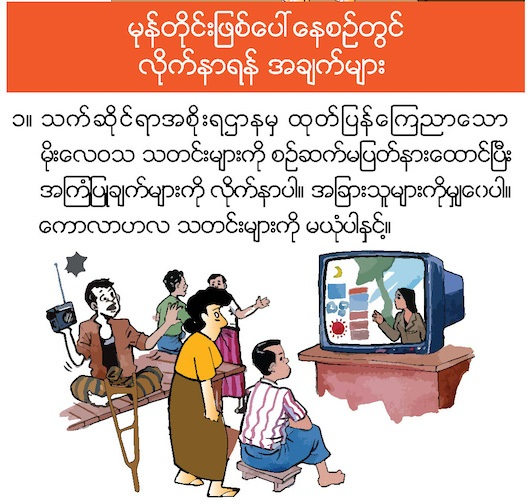 မုန်တိုင်းဖြစ်ပေါ် နေစဉ်တွင်
လိုက်နာရန် အချက်များ
၁။ သက်ဆိုင်ရာအစိုးရဌာနမှ ထုတ်ပြန်ကြေညာသော
မိုးလေဝသ သတင်းများကို စဉ်ဆက်မပြတ်နားထောင်ပြီး
အကြံပြုချက်များကို လိုက်နာပါ။ အခြားသူများကိုမျှဝေပါ။
ကောလာဟလ သတင်းများကို မယုံပါနှင့်။